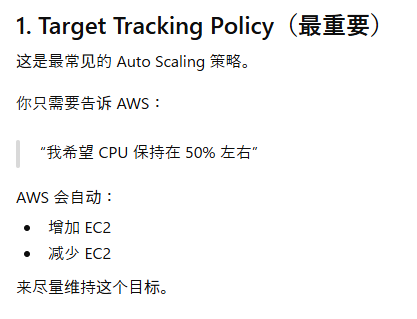 1. Target Tracking Policy（最重要）
这是最常见的 Auto Scaling 策略。
你只需要告诉 AWS：
“我希望 CPU 保持在 50% 左右”
AWS 会自动：
• 增加 EC2
• 减少 EC2
来尽量维持这个目标。